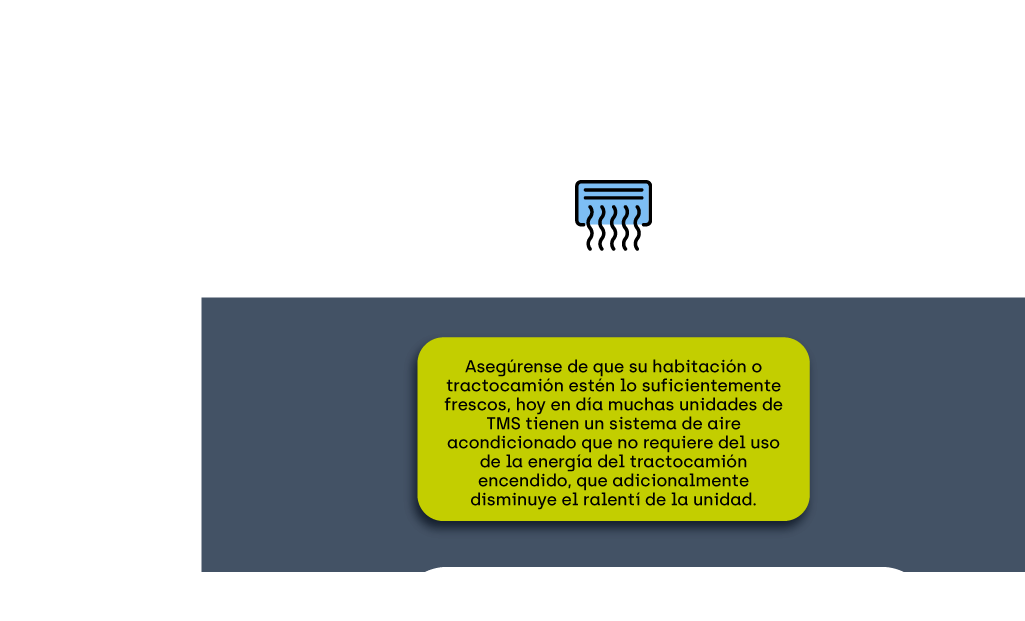 Asegúrense de que su habitación o
tractocamión estén lo suficientemente
frescos, hoy en día muchas unidades de
TMS tienen un sistema de aire
acondicionado que no requiere del uso
de la energía del tractocamión
encendido, que adicionalmente
disminuye el ralentí de la unidad.